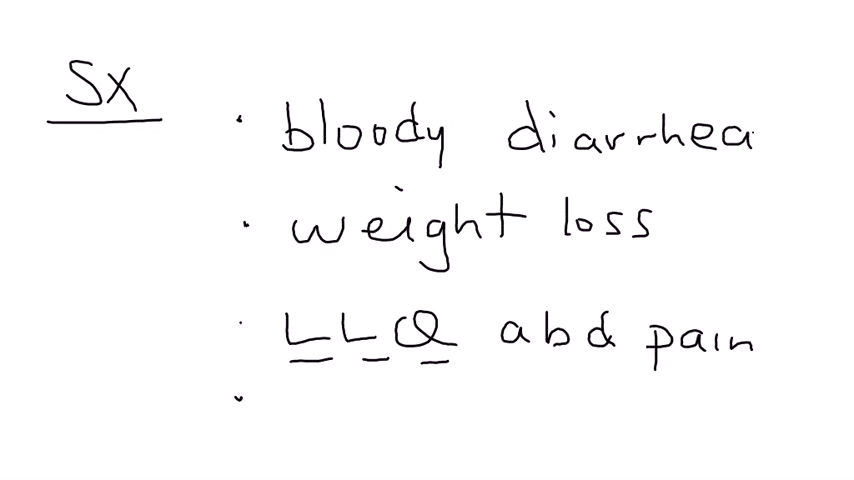 Sx
· bloody diarrhea
· weight loss
· LLQ abd pain
·